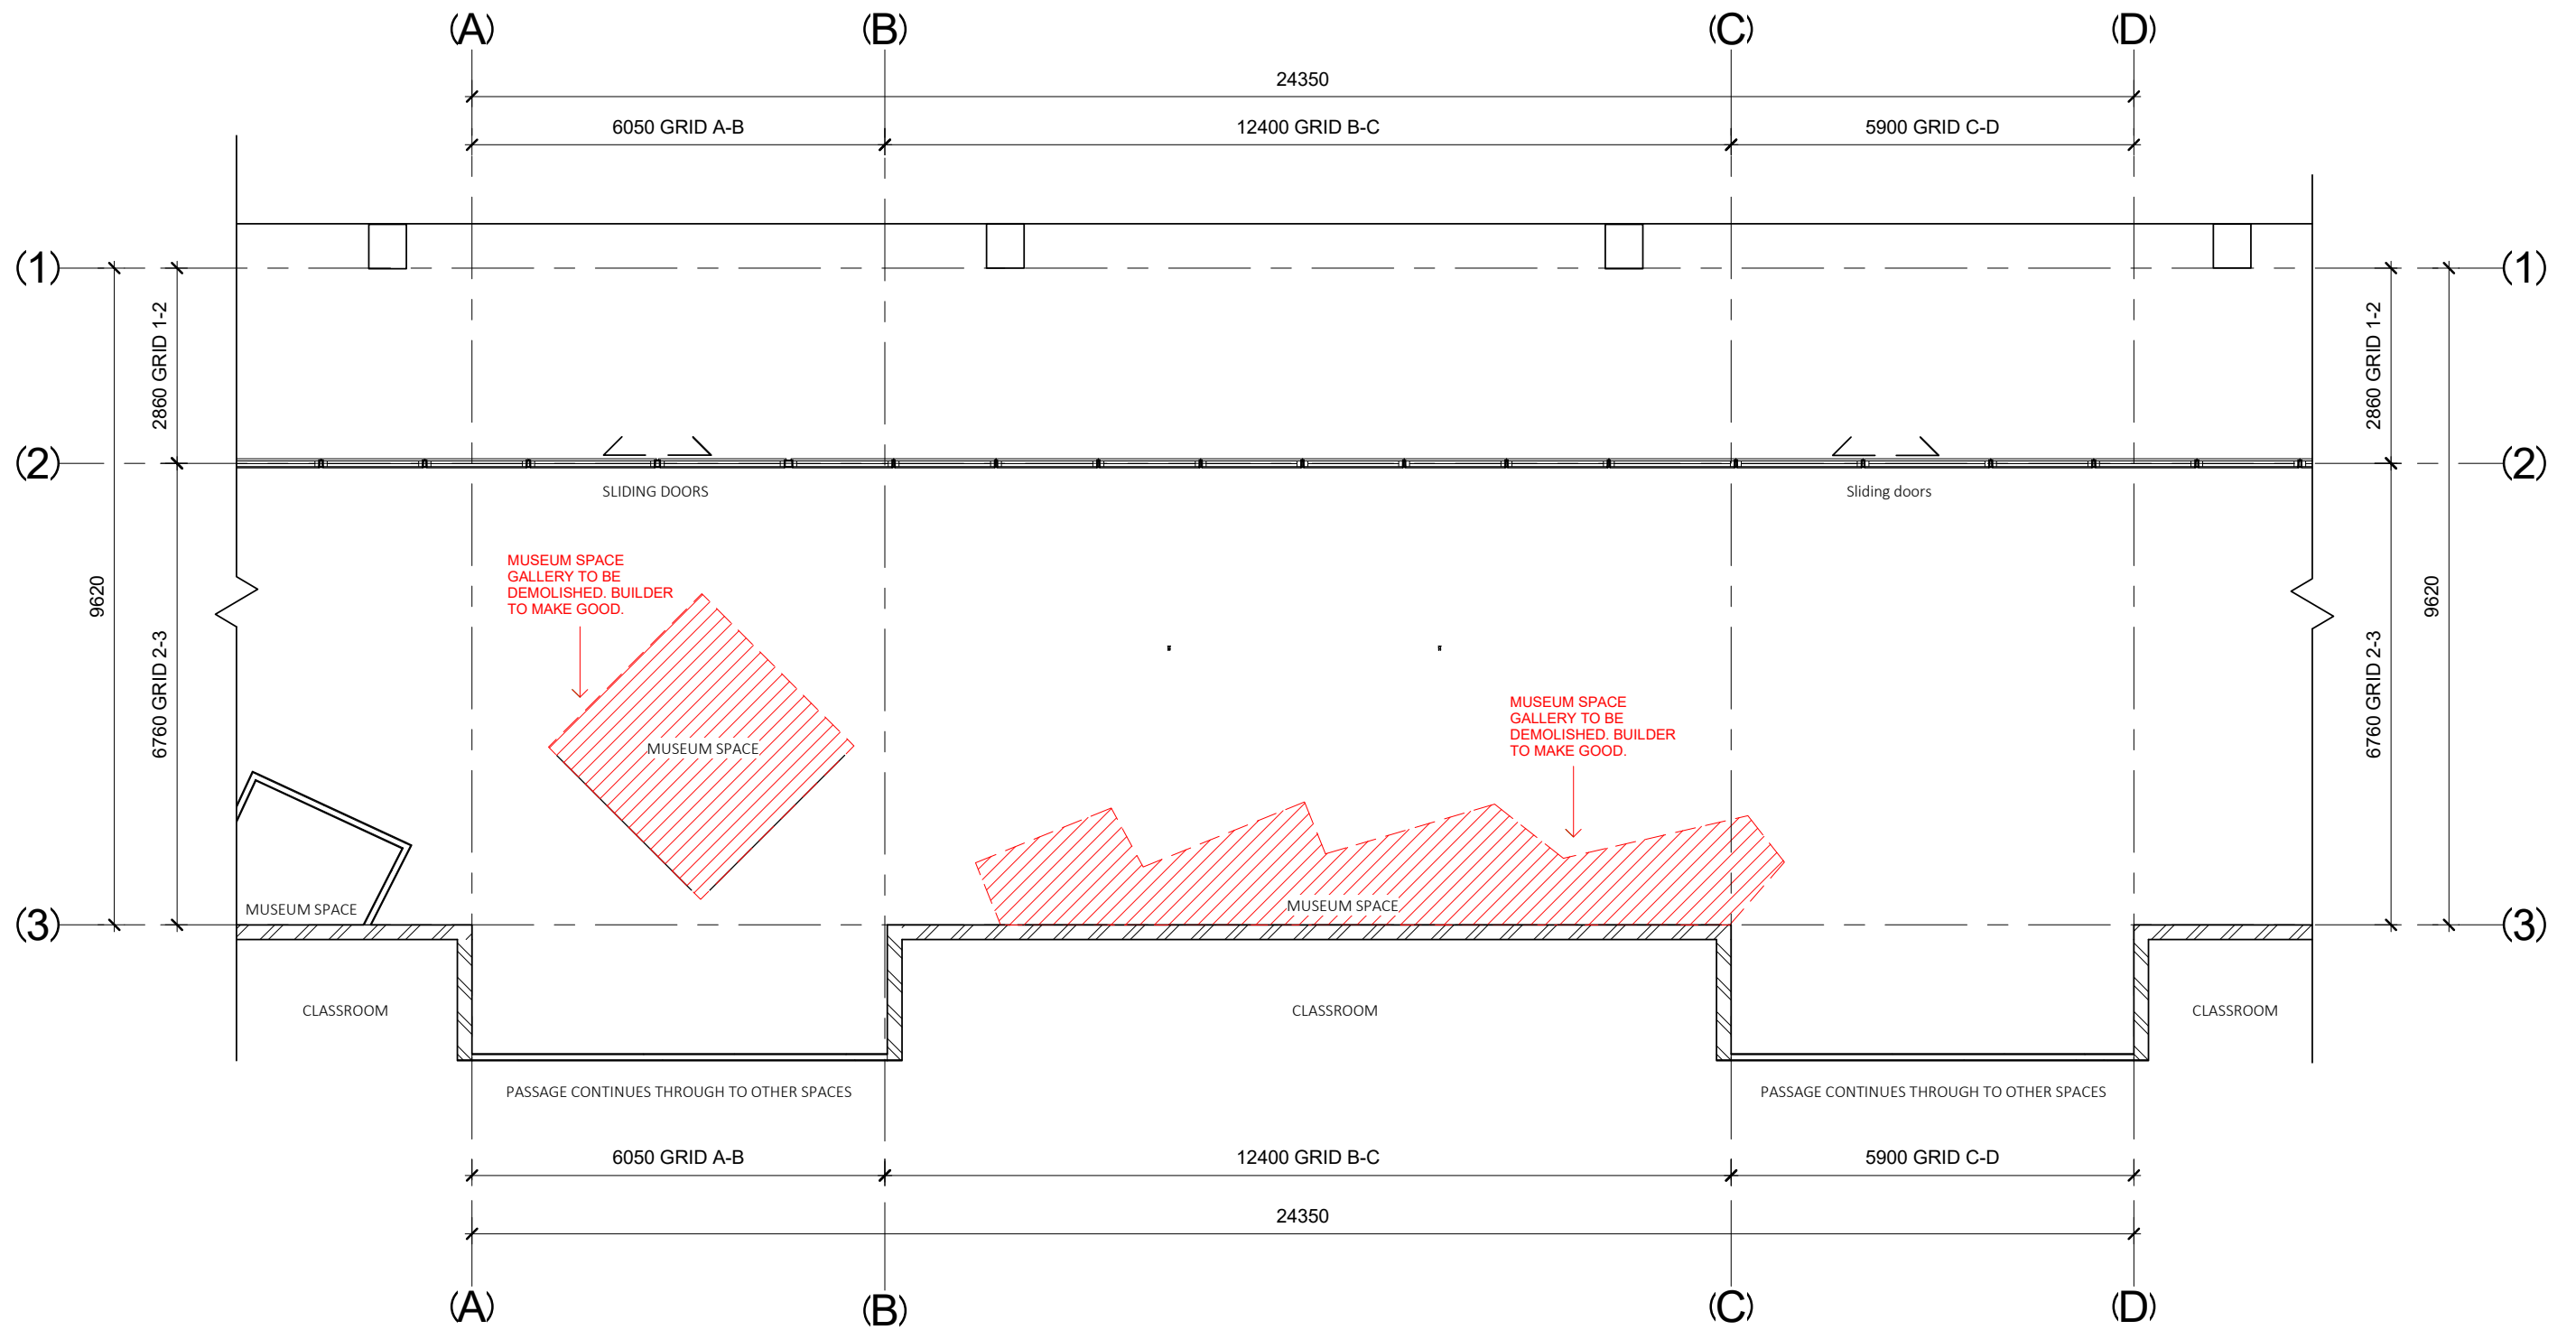 (A) (B) (C) (D)
24350
6050 GRID A-B 12400 GRID B-C 5900 GRID C-D
(1) (1)
2860 GRID 1-2 2860 GRID 1-2
(2) (2)
SLIDING DOORS Sliding doors
MUSEUM SPACE
GALLERY TO BE
DEMOLISHED. BUILDER
TO MAKE GOOD.
9620 9620
6760 GRID 2-3 6760 GRID 2-3
MUSEUM SPACE
GALLERY TO BE
DEMOLISHED. BUILDER
TO MAKE GOOD.
MUSEUM SPACE
MUSEUM SPACE MUSEUM SPACE
(3) (3)
CLASSROOM CLASSROOM CLASSROOM
PASSAGE CONTINUES THROUGH TO OTHER SPACES PASSAGE CONTINUES THROUGH TO OTHER SPACES
6050 GRID A-B 12400 GRID B-C 5900 GRID C-D
24350
(A) (B) (C) (D)